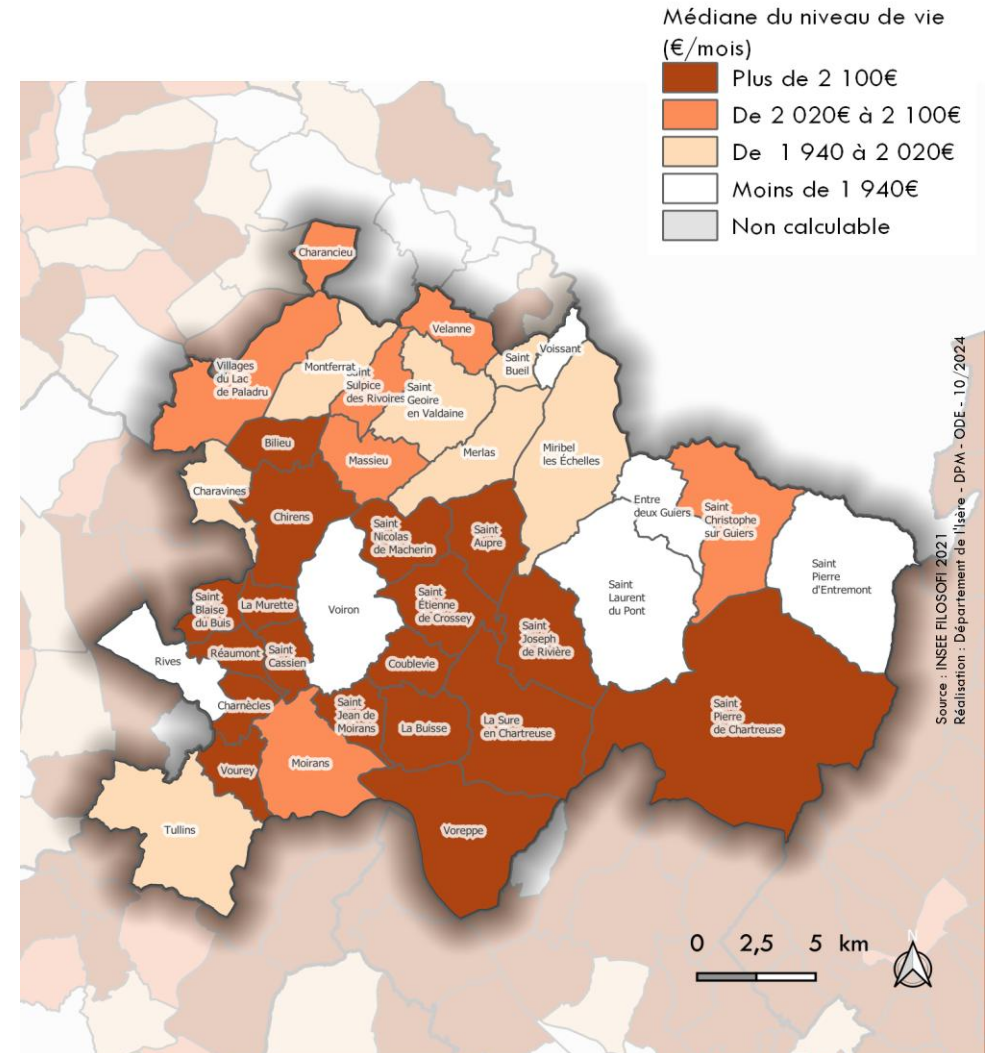 Médiane du niveau de vie
(€/mois)
Plus de 2 100€
De 2 020€ à 2 100€
De 1 940 à 2 020€
Moins de 1 940€
Non calculable
Charancieu
Velanne
Voissant
Saint
Bueil
Villages
du Lac
de Paladru
Montferrat
Saint
Sulpice
des Rivoires
Saint
Geoire
en Valdaine
Bilieu
Massieu
Merlas
Miribel
les Échelles
Charavines
Chirens
Entre
deux Guiers
Saint
Christophe
sur Guiers
Saint
Nicolas
de Macherin
Saint
Aupre
Saint
Pierre
d'Entremont
Saint
Laurent
du Pont
Saint
Blaise
du Buis
La Murette
Voiron
Saint
Étienne
de Crossey
Saint
Joseph
de Rivière
Rives
Réaumont
Saint
Cassien
Coublevie
Charnècles
Saint
Jean de
Moirans
La Buisse
La Sure
en Chartreuse
Saint
Pierre
de Chartreuse
Vourey
Moirans
Tullins
Voreppe
Source : INSEE FILOSOFI 2021
Réalisation : Département de l'Isère - DPM - ODE - 10/2024
0 2,5 5 km
N